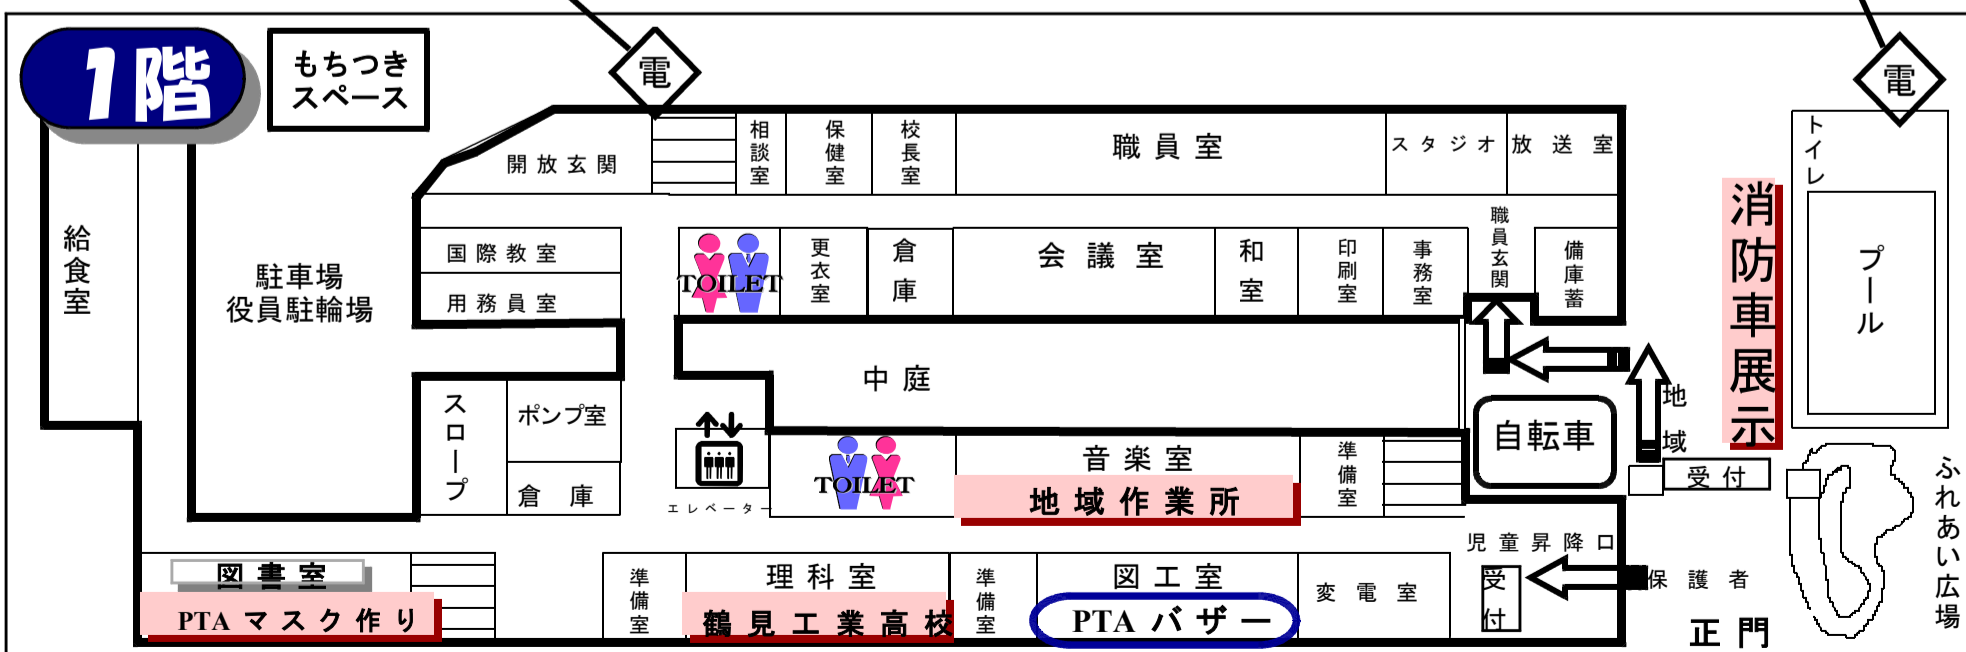 1階
もちつき
スペース
電
電
開放玄関
相談室
保健室
校長室
職員室
スタジオ
放送室
トイレ
給食室
駐車場
役員駐輪場
国際教室
用務員室
TOILET
更衣室
倉庫
会議室
和室
印刷室
事務室
職員玄関
備庫蓄
消防車展示
プール
中庭
スロープ
ポンプ室
倉庫
エレベーター
TOILET
音楽室
地域作業所
準備室
自転車
地域
受付
ふれあい広場
児童昇降口
図書室
PTA マスク作り
準備室
理科室
鶴見工業高校
準備室
図工室
PTA バザー
変電室
受付
保護者
正門